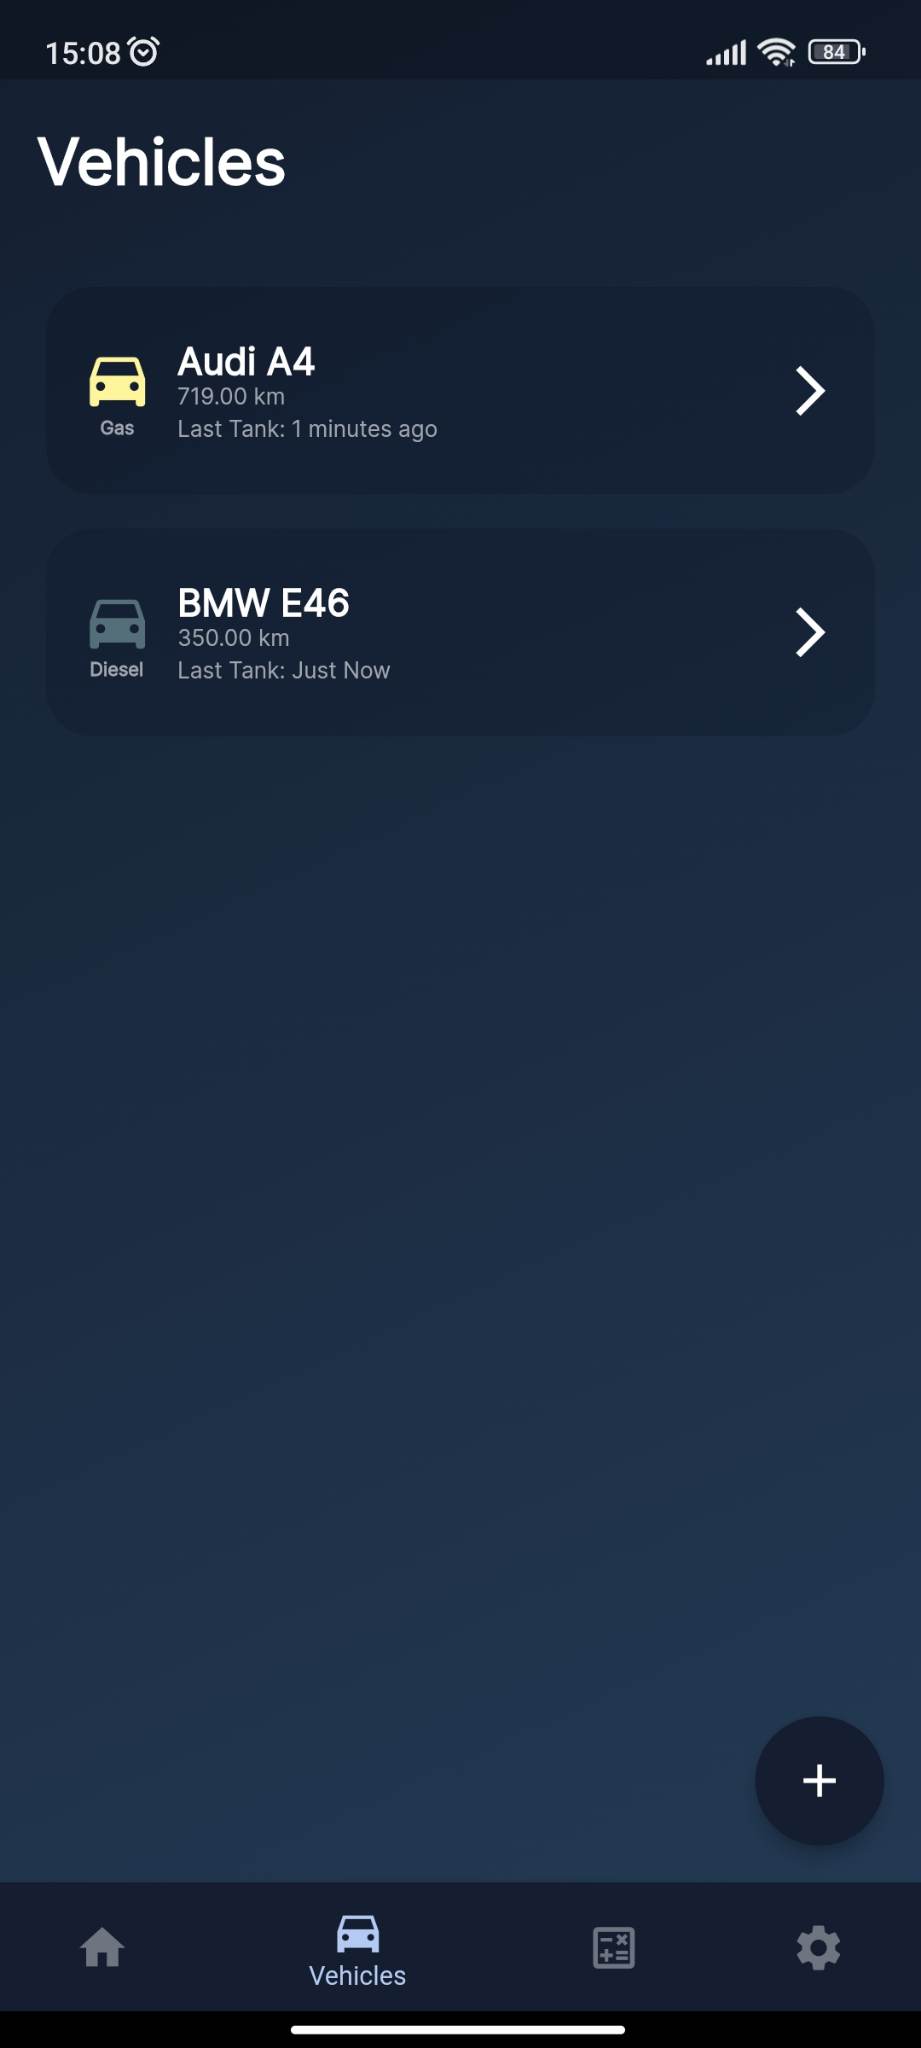 15:08
84
Vehicles
Audi A4
719.00 km
Gas
Last Tank: 1 minutes ago
BMW E46
350.00 km
Diesel
Last Tank: Just Now
Vehicles